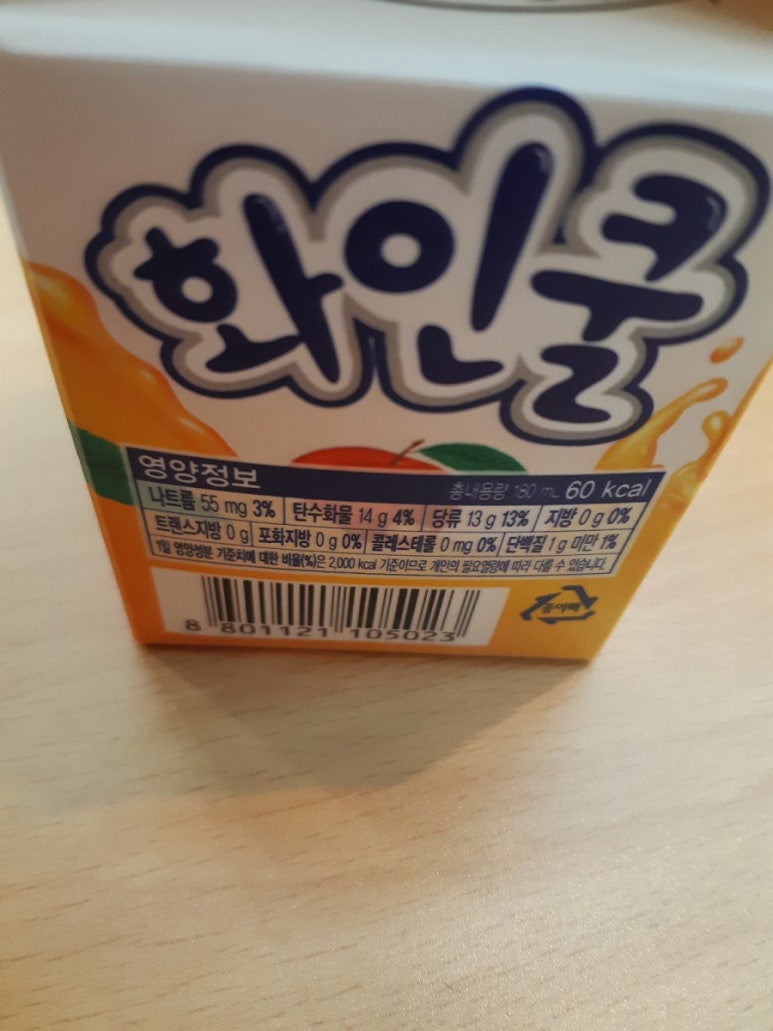 화인쿨
영양정보 총내용량 180 mL 60 kcal
나트륨 55 mg 3% 탄수화물 14 g 4% 당류 13 g 13% 지방 0 g 0%
트랜스지방 0 g 포화지방 0 g 0% 콜레스테롤 0 mg 0% 단백질 1 g 미만 1%
1일 영양성분 기준치에 대한 비율(%)은 2,000 kcal 기준이므로 개인의 필요열량에 따라 다를 수 있습니다.
종이팩
8 801121 105023